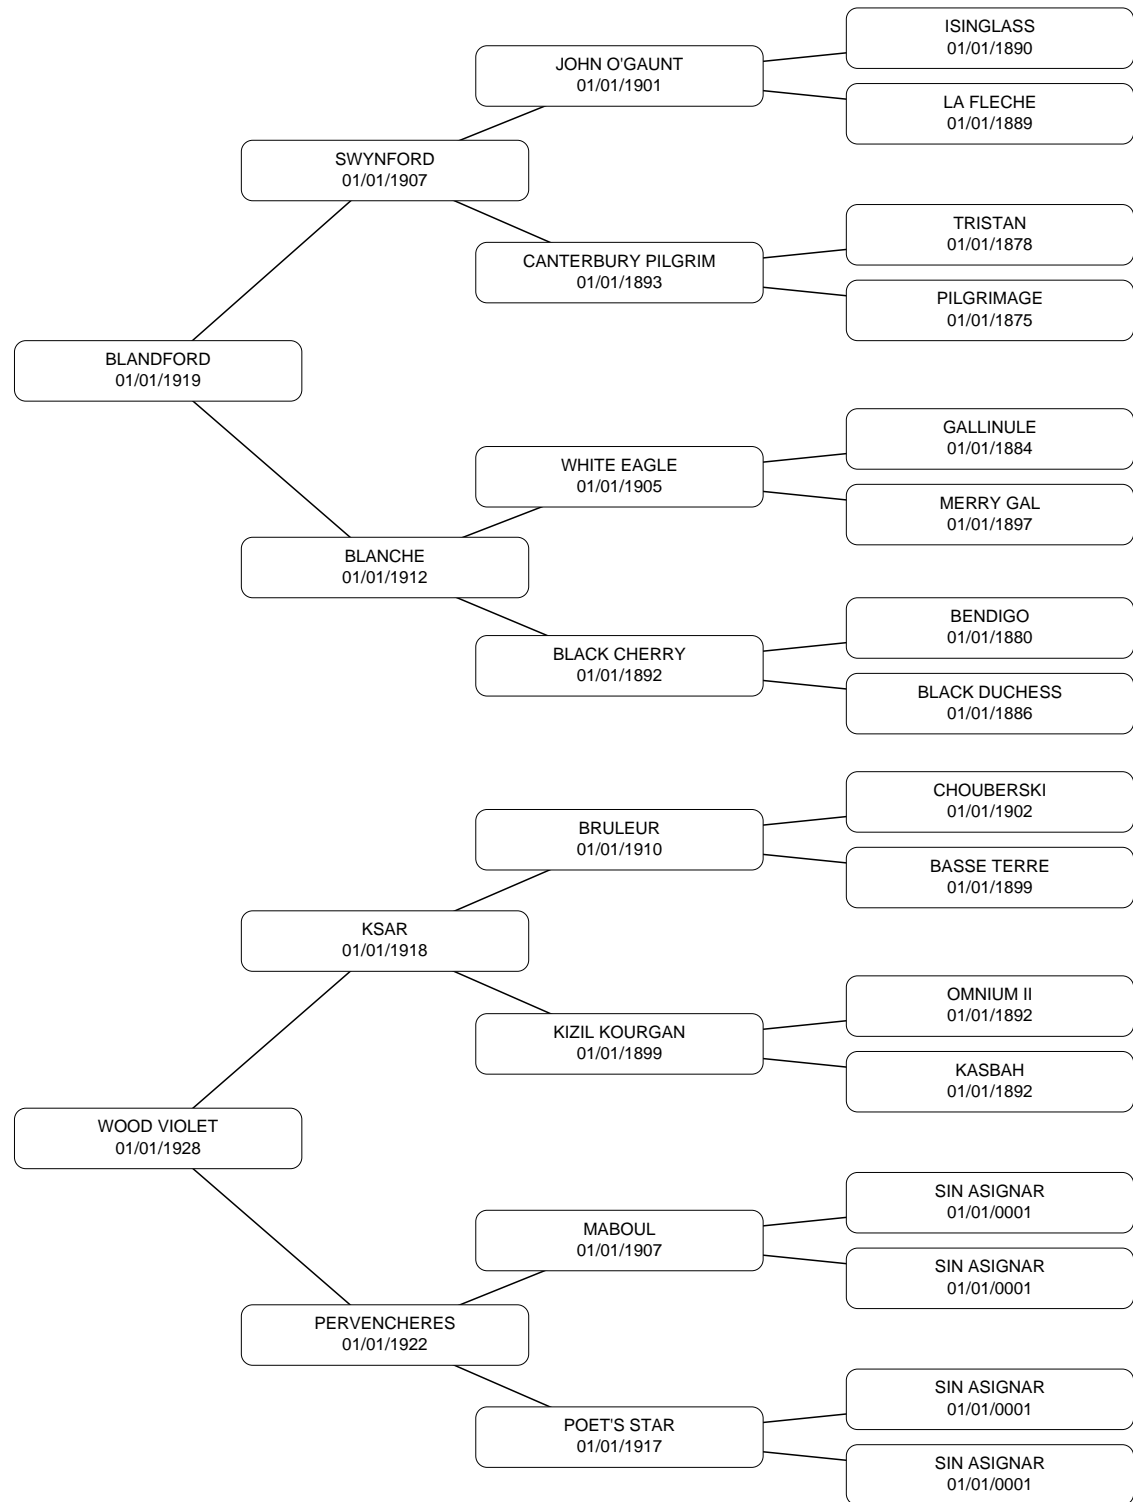 ISINGLASS
01/01/1890
JOHN O'GAUNT
01/01/1901
LA FLECHE
01/01/1889
SWYNFORD
01/01/1907
TRISTAN
01/01/1878
CANTERBURY PILGRIM
01/01/1893
PILGRIMAGE
01/01/1875
BLANDFORD
01/01/1919
GALLINULE
01/01/1884
WHITE EAGLE
01/01/1905
MERRY GAL
01/01/1897
BLANCHE
01/01/1912
BENDIGO
01/01/1880
BLACK CHERRY
01/01/1892
BLACK DUCHESS
01/01/1886
CHOUBERSKI
01/01/1902
BRULEUR
01/01/1910
BASSE TERRE
01/01/1899
KSAR
01/01/1918
OMNIUM II
01/01/1892
KIZIL KOURGAN
01/01/1899
KASBAH
01/01/1892
WOOD VIOLET
01/01/1928
SIN ASIGNAR
01/01/0001
MABOUL
01/01/1907
SIN ASIGNAR
01/01/0001
PERVENCHERES
01/01/1922
SIN ASIGNAR
01/01/0001
POET'S STAR
01/01/1917
SIN ASIGNAR
01/01/0001